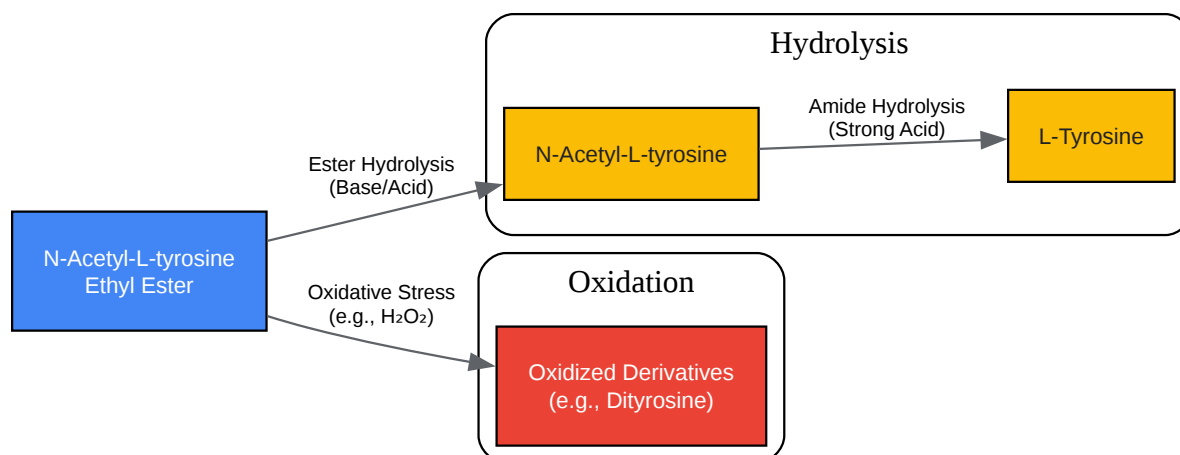 Hydrolysis
Amide Hydrolysis
(Strong Acid)
N-Acetyl-L-tyrosine
L-Tyrosine
Ester Hydrolysis
(Base/Acid)
N-Acetyl-L-tyrosine
Ethyl Ester
Oxidation
Oxidative Stress
(e.g., H₂O₂)
Oxidized Derivatives
(e.g., Dityrosine)